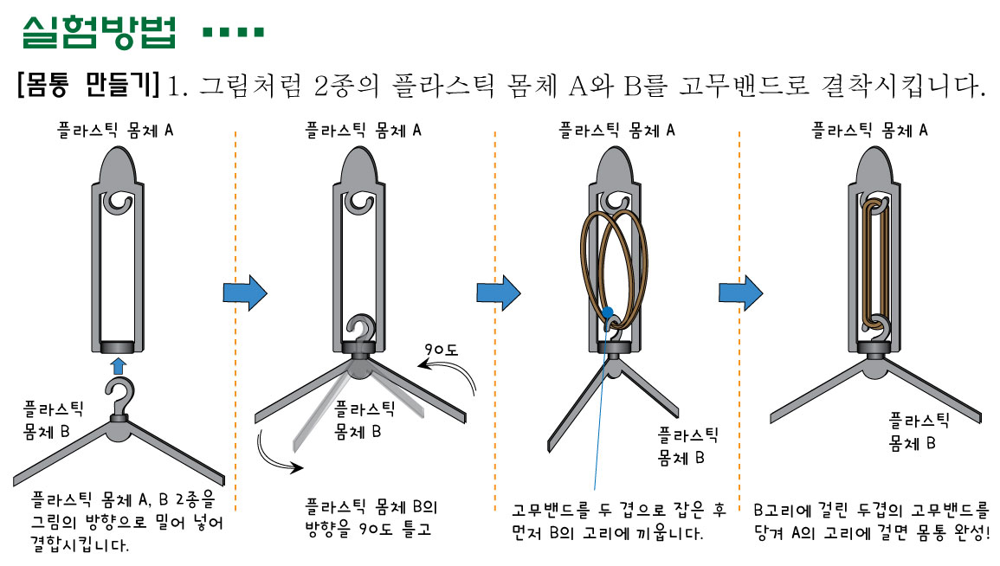 실험방법
[몸통 만들기] 1. 그림처럼 2종의 플라스틱 몸체 A와 B를 고무밴드로 결착시킵니다.
플라스틱 몸체 A
플라스틱
몸체 B
플라스틱 몸체 A, B 2종을
그림의 방향으로 밀어 넣어
결합시킵니다.
플라스틱 몸체 A
90도
플라스틱
몸체 B
플라스틱 몸체 B의
방향을 90도 틀고
플라스틱 몸체 A
플라스틱
몸체 B
고무밴드를 두 겹으로 잡은 후
먼저 B의 고리에 끼웁니다.
플라스틱 몸체 A
플라스틱
몸체 B
B고리에 걸린 두겹의 고무밴드를
당겨 A의 고리에 걸면 몸통 완성!